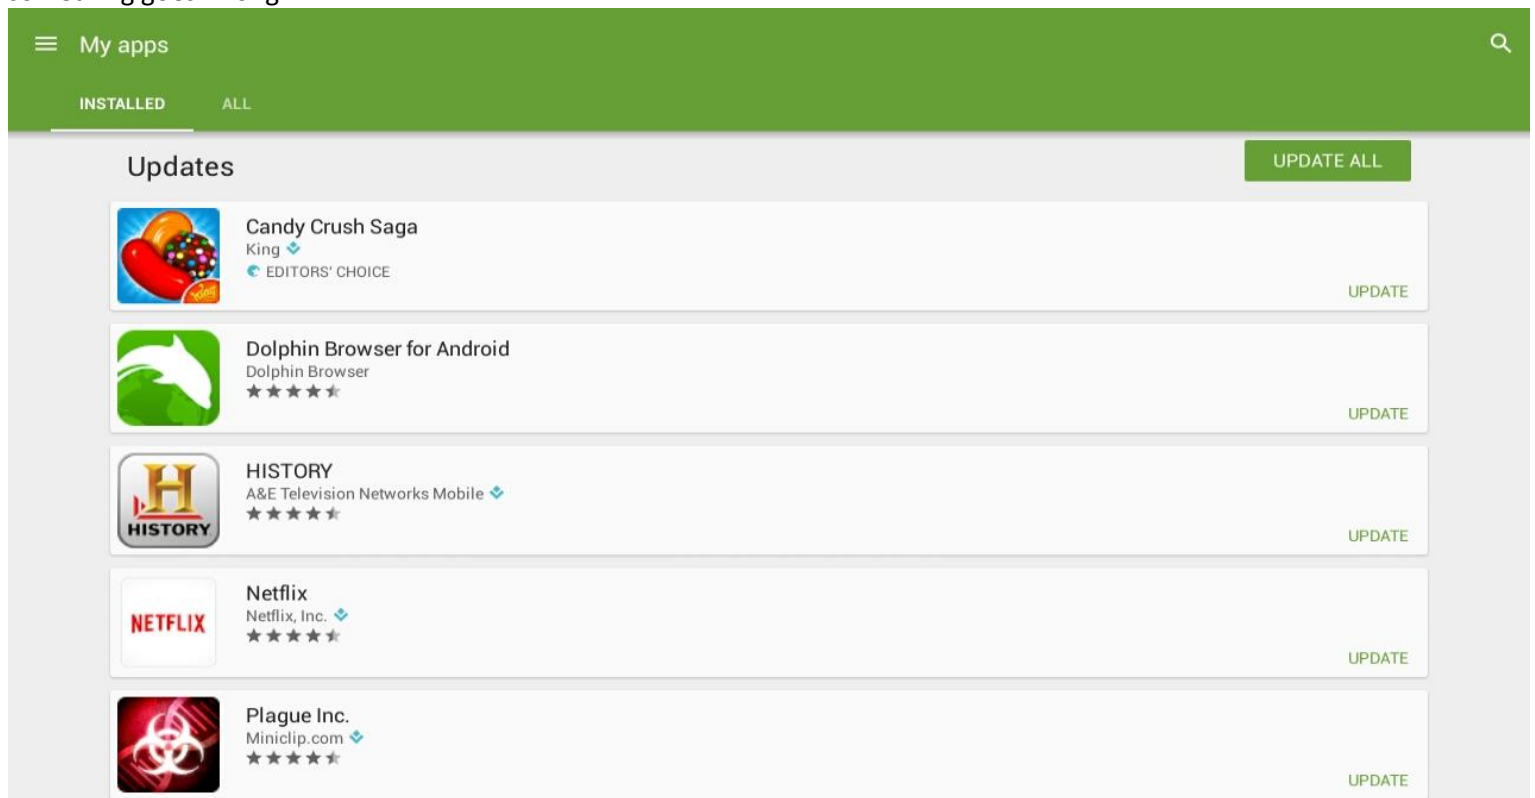 My apps
INSTALLED ALL
Updates
UPDATE ALL
Candy Crush Saga
King
EDITORS' CHOICE
King
UPDATE
Dolphin Browser for Android
Dolphin Browser
UPDATE
HISTORY
A&E Television Networks Mobile
H
HISTORY
UPDATE
Netflix
Netflix, Inc.
NETFLIX
UPDATE
Plague Inc.
Miniclip.com
UPDATE